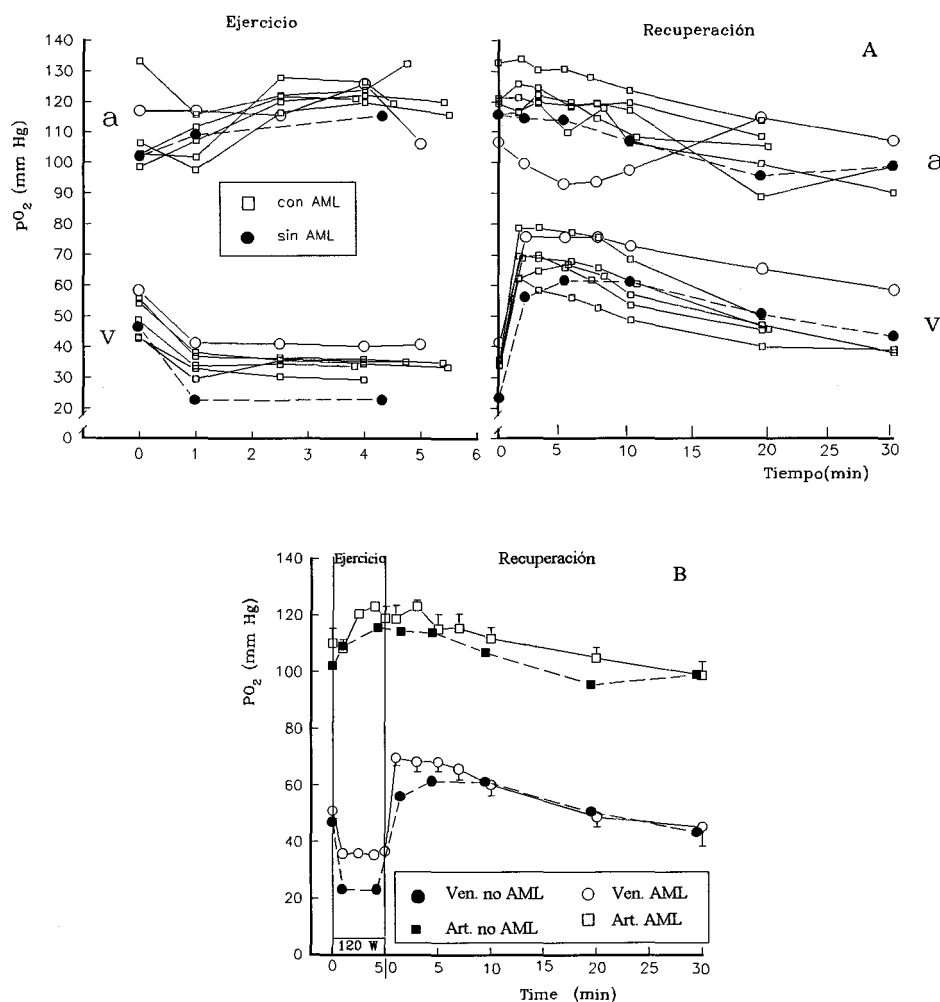 Ejercicio
Recuperación
A
pO2 (mm Hg)
140
130
120
110
100
90
80
70
60
50
40
30
20
0
a
v
con AML
sin AML
a
v
0 1 2 3 4 5 6
0 5 10 15 20 25 30
Tiempo(min)
B
Ejercicio
Recuperación
PO2 (mm Hg)
140
120
100
80
60
40
20
0
120 W
Ven. no AML
Ven. AML
Art. no AML
Art. AML
0 5 0 5 10 15 20 25 30
Time (min)